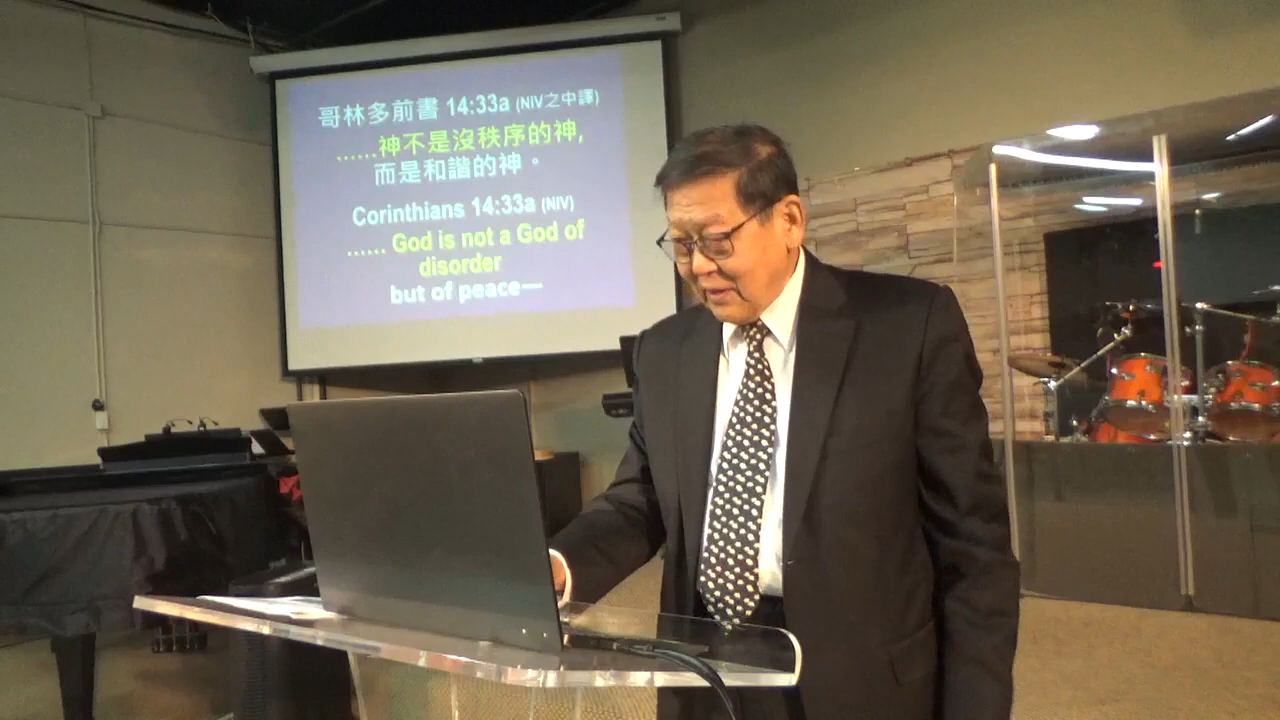 哥林多前書 14:33a (NIV之中譯)
……神不是沒秩序的神,
而是和諧的神。
Corinthians 14:33a (NIV)
...... God is not a God of
disorder
but of peace—